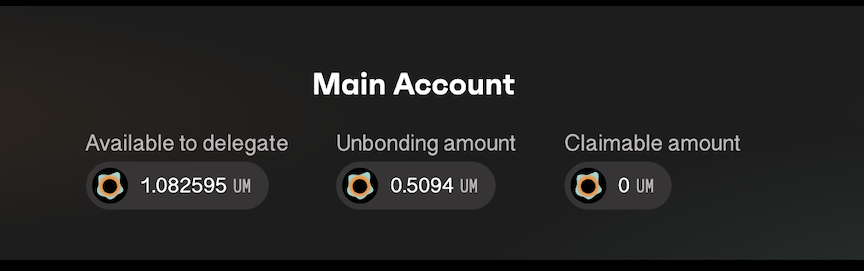 Main Account
Available to delegate Unbonding amount Claimable amount
1.082595 UM 0.5094 UM 0 UM